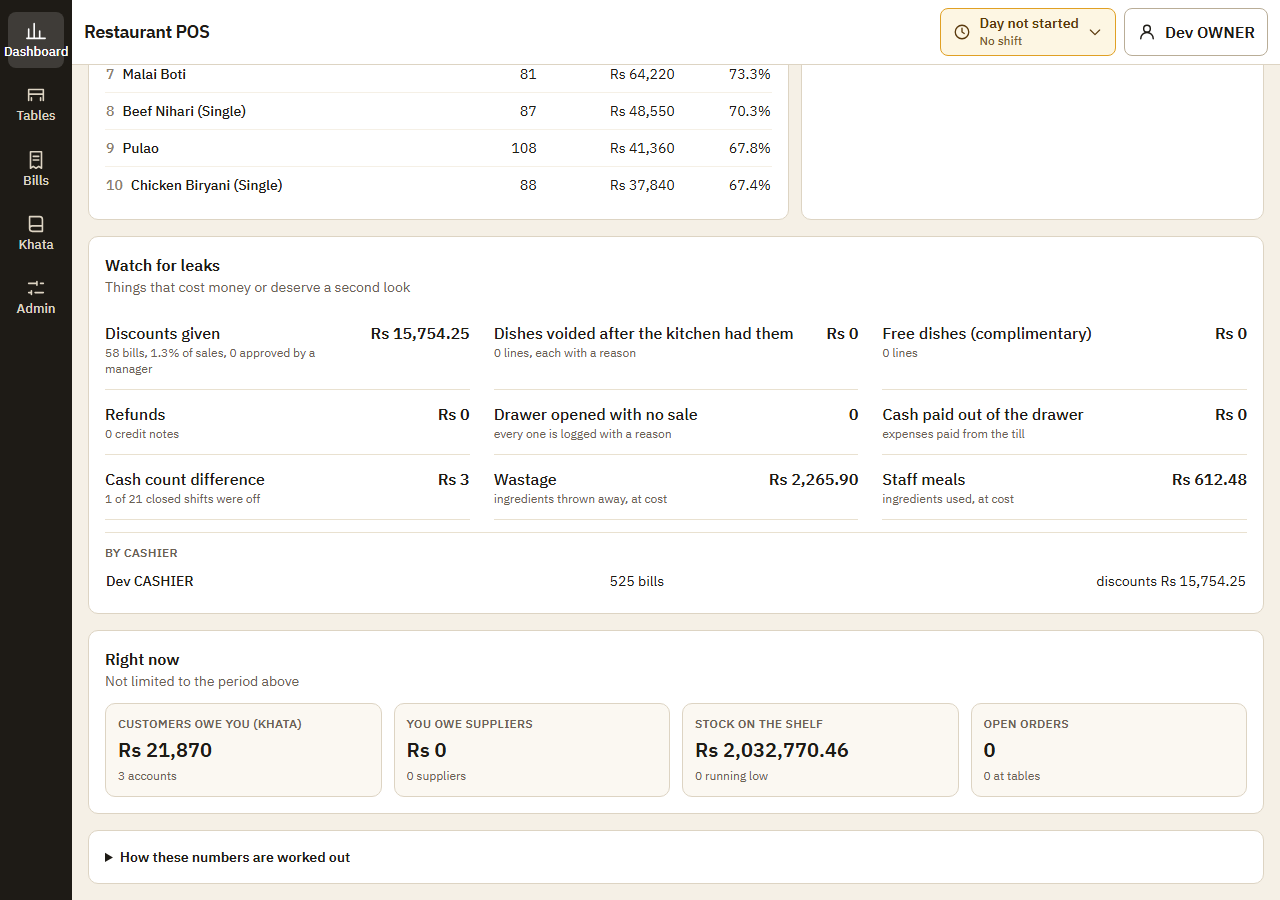 Dashboard
Tables
Bills
Khata
Admin
Restaurant POS
Day not started
No shift
Dev OWNER
7 Malai Boti 81 Rs 64,220 73.3%
8 Beef Nihari (Single) 87 Rs 48,550 70.3%
9 Pulao 108 Rs 41,360 67.8%
10 Chicken Biryani (Single) 88 Rs 37,840 67.4%
Watch for leaks
Things that cost money or deserve a second look
Discounts given Rs 15,754.25
58 bills, 1.3% of sales, 0 approved by a
manager
Dishes voided after the kitchen had them Rs 0
0 lines, each with a reason
Free dishes (complimentary) Rs 0
0 lines
Refunds Rs 0
0 credit notes
Drawer opened with no sale 0
every one is logged with a reason
Cash paid out of the drawer Rs 0
expenses paid from the till
Cash count difference Rs 3
1 of 21 closed shifts were off
Wastage Rs 2,265.90
ingredients thrown away, at cost
Staff meals Rs 612.48
ingredients used, at cost
BY CASHIER
Dev CASHIER 525 bills discounts Rs 15,754.25
Right now
Not limited to the period above
CUSTOMERS OWE YOU (KHATA)
Rs 21,870
3 accounts
YOU OWE SUPPLIERS
Rs 0
0 suppliers
STOCK ON THE SHELF
Rs 2,032,770.46
0 running low
OPEN ORDERS
0
0 at tables
How these numbers are worked out